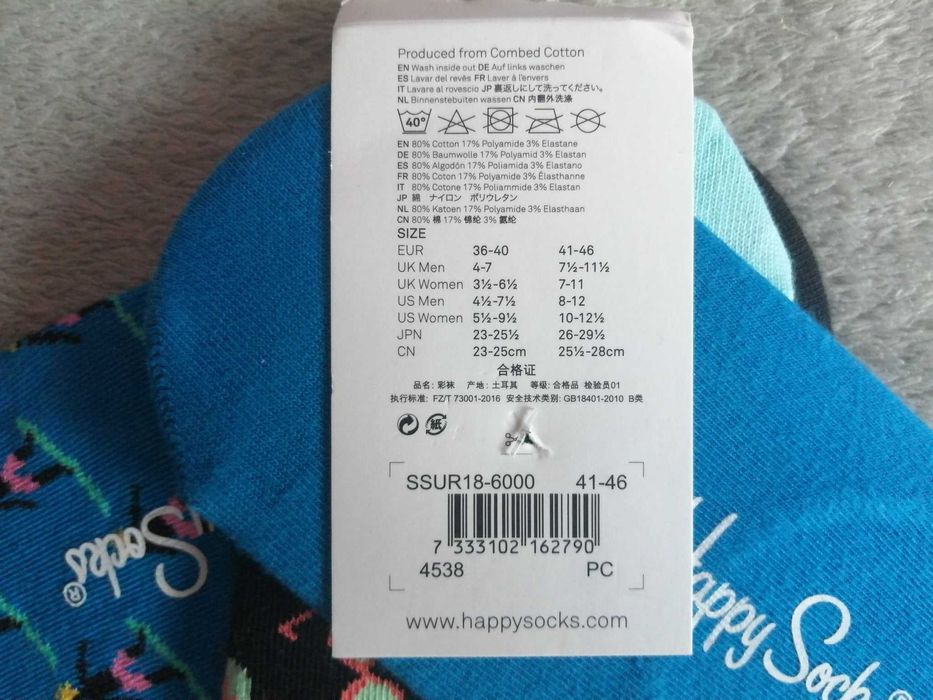 Produced from Combed Cotton
EN Wash inside out DE Auf links waschen
ES Lavar del revés FR Laver à l'envers
IT Lavare al rovescio JP 裏返しにして洗ってください。
NL Binnenstebuiten wassen CN 内翻外洗涤
40°
EN 80% Cotton 17% Polyamide 3% Elastane
DE 80% Baumwolle 17% Polyamid 3% Elastan
ES 80% Algodón 17% Poliamida 3% Elastano
FR 80% Coton 17% Polyamide 3% Élasthanne
IT 80% Cotone 17% Poliammide 3% Elastan
JP 綿 ナイロン ポリウレタン
NL 80% Katoen 17% Polyamide 3% Elasthaan
CN 80% 棉 17% 锦纶 3% 氨纶
SIZE
EUR 36-40 41-46
UK Men 4-7 7½-11½
UK Women 3½-6½ 7-11
US Men 4½-7½ 8-12
US Women 5½-9½ 10-12½
JPN 23-25½ 26-29½
CN 23-25cm 25½-28cm
合格证
品名: 彩袜 产地: 土耳其 等级: 合格品 检验员01
执行标准: FZ/T 73001-2016 安全技术类别: GB18401-2010 B类
紙
SSUR18-6000 41-46
7 333102 162790
4538 PC
www.happysocks.com
Socks®
Happy Socks®